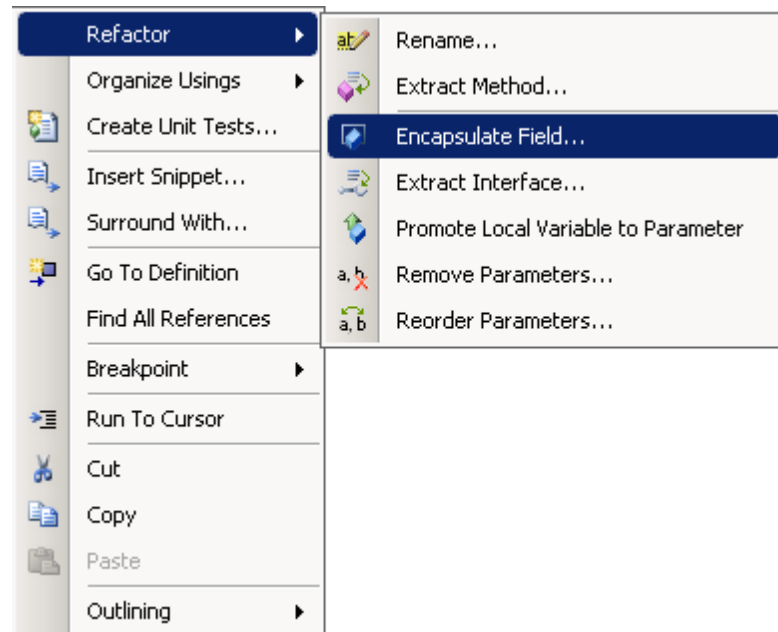 Refactor
Organize Usings
Create Unit Tests...
Insert Snippet...
Surround With...
Go To Definition
Find All References
Breakpoint
Run To Cursor
Cut
Copy
Paste
Outlining
ab
Rename...
Extract Method...
Encapsulate Field...
Extract Interface...
Promote Local Variable to Parameter
a, b
Remove Parameters...
a, b
Reorder Parameters...